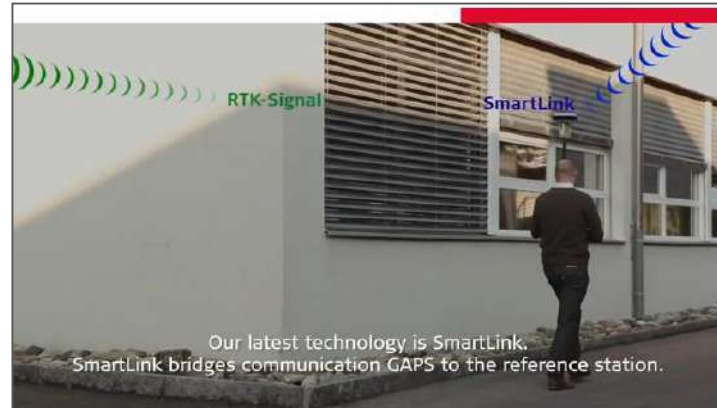 RTK-Signal
SmartLink
Our latest technology is SmartLink.
SmartLink bridges communication GAPS to the reference station.